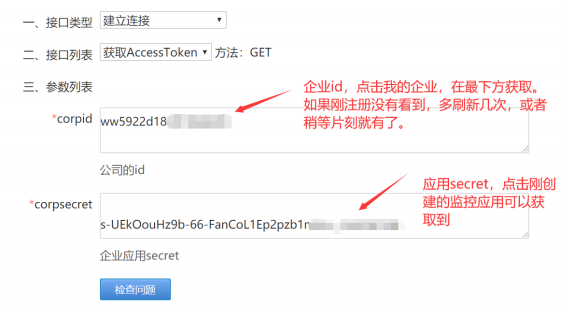 一、接口类型 建立连接
二、接口列表 获取AccessToken 方法：GET
三、参数列表
企业id，点击我的企业，在最下方获取。
如果刚注册没有看到，多刷新几次，或者
稍等片刻就有了。
*corpid
ww5922d18
公司的id
应用secret，点击刚创
建的监控应用可以获
取到
*corpsecret
s-UEkOouHz9b-66-FanCoL1Ep2pzb1
企业应用secret
检查问题